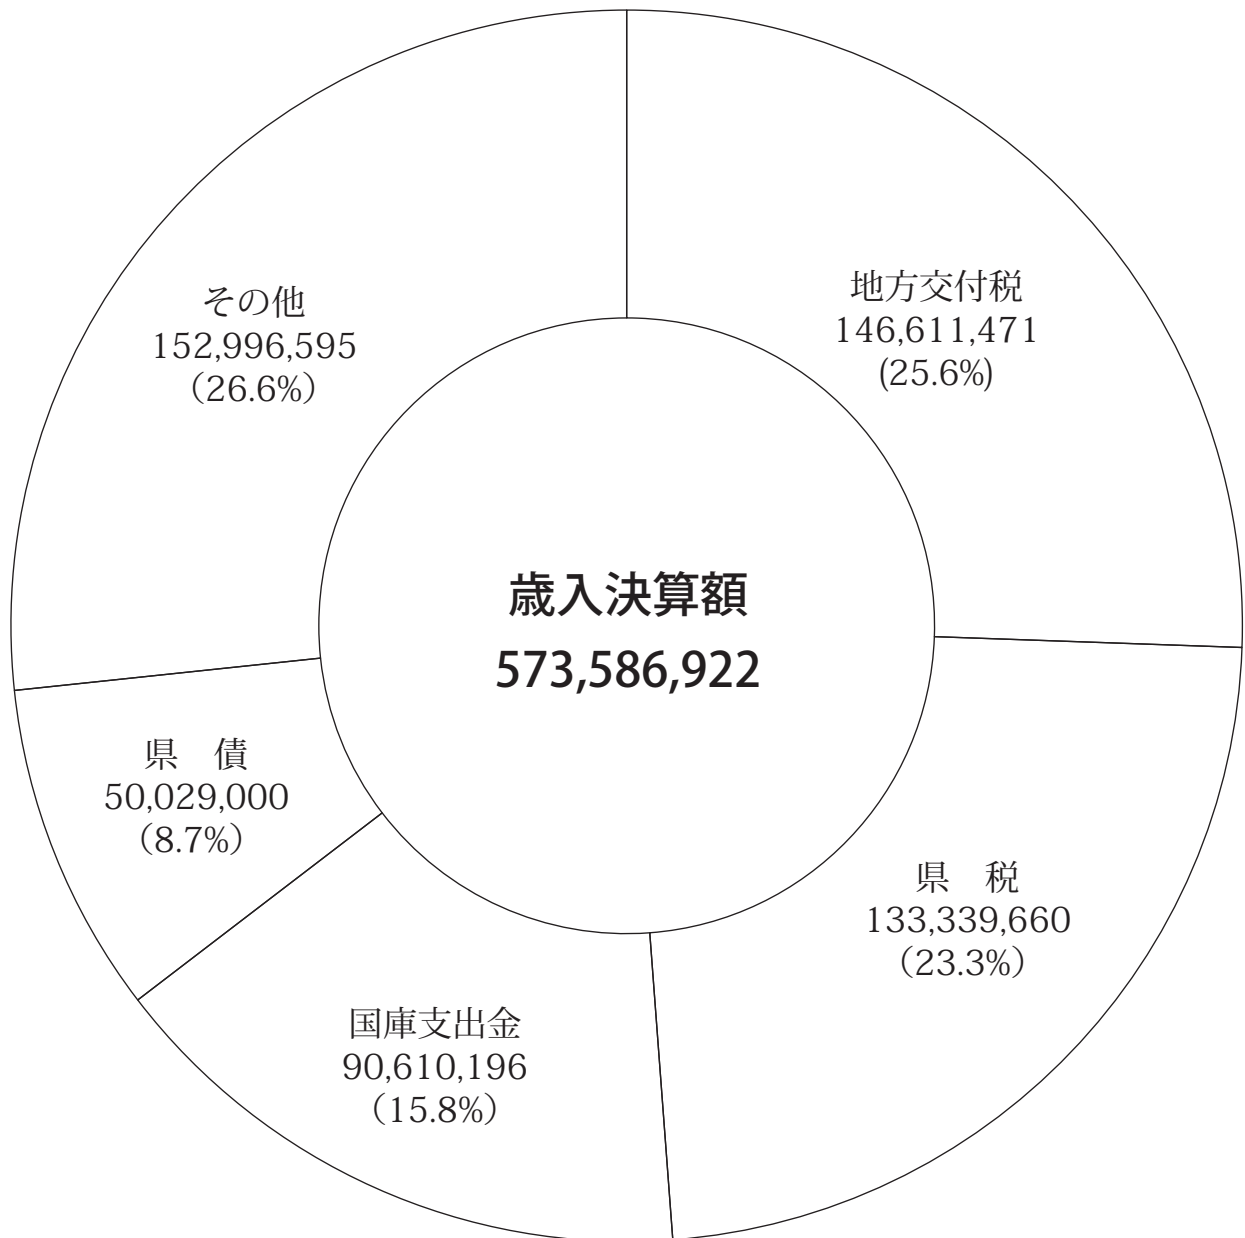 その他
152,996,595
（26.6%）
地方交付税
146,611,471
(25.6%)
歳入決算額
573,586,922
県　債
50,029,000
（8.7%）
県　税
133,339,660
（23.3%）
国庫支出金
90,610,196
（15.8%）